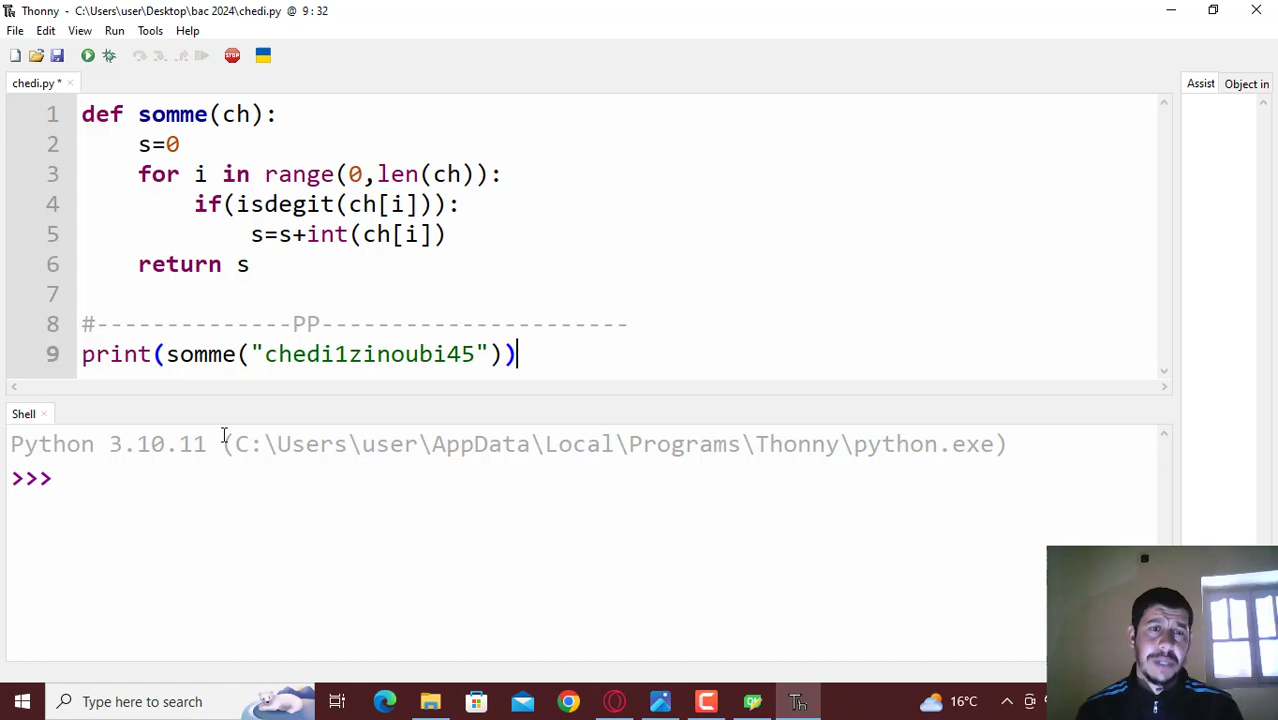 Thonny - C:\Users\user\Desktop\bac 2024\chedi.py @ 9 : 32
File Edit View Run Tools Help
STOP
chedi.py * ×
Assist Object in
1 def somme(ch):
2 s=0
3 for i in range(0,len(ch)):
4 if(isdegit(ch[i])):
5 s=s+int(ch[i])
6 return s
7
8 #--------------PP----------------------
9 print(somme("chedi1zinoubi45"))
Shell ×
Python 3.10.11 (C:\Users\user\AppData\Local\Programs\Thonny\python.exe)
>>>
Type here to search
Th
16°C